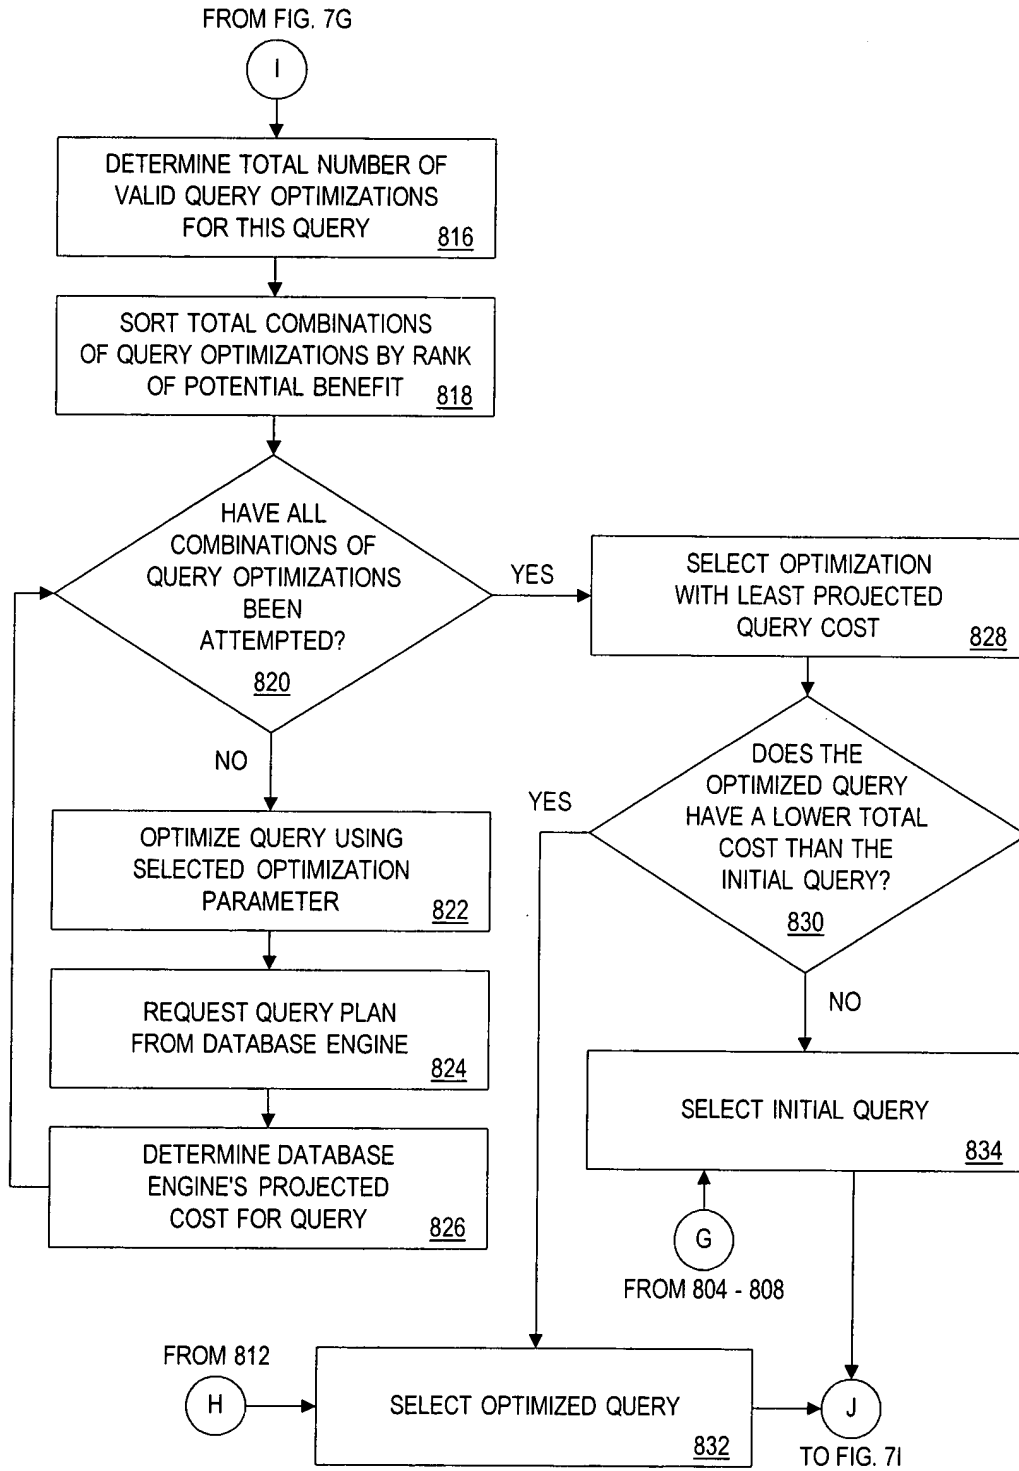 FROM FIG. 7G
I
DETERMINE TOTAL NUMBER OF
VALID QUERY OPTIMIZATIONS
FOR THIS QUERY
816
SORT TOTAL COMBINATIONS
OF QUERY OPTIMIZATIONS BY RANK
OF POTENTIAL BENEFIT
818
HAVE ALL
COMBINATIONS OF
QUERY OPTIMIZATIONS
BEEN
ATTEMPTED?
820
YES
NO
OPTIMIZE QUERY USING
SELECTED OPTIMIZATION
PARAMETER
822
REQUEST QUERY PLAN
FROM DATABASE ENGINE
824
DETERMINE DATABASE
ENGINE'S PROJECTED
COST FOR QUERY
826
SELECT OPTIMIZATION
WITH LEAST PROJECTED
QUERY COST
828
DOES THE
OPTIMIZED QUERY
HAVE A LOWER TOTAL
COST THAN THE
INITIAL QUERY?
830
YES
NO
SELECT INITIAL QUERY
834
G
FROM 804 - 808
FROM 812
H
SELECT OPTIMIZED QUERY
832
J
TO FIG. 7I